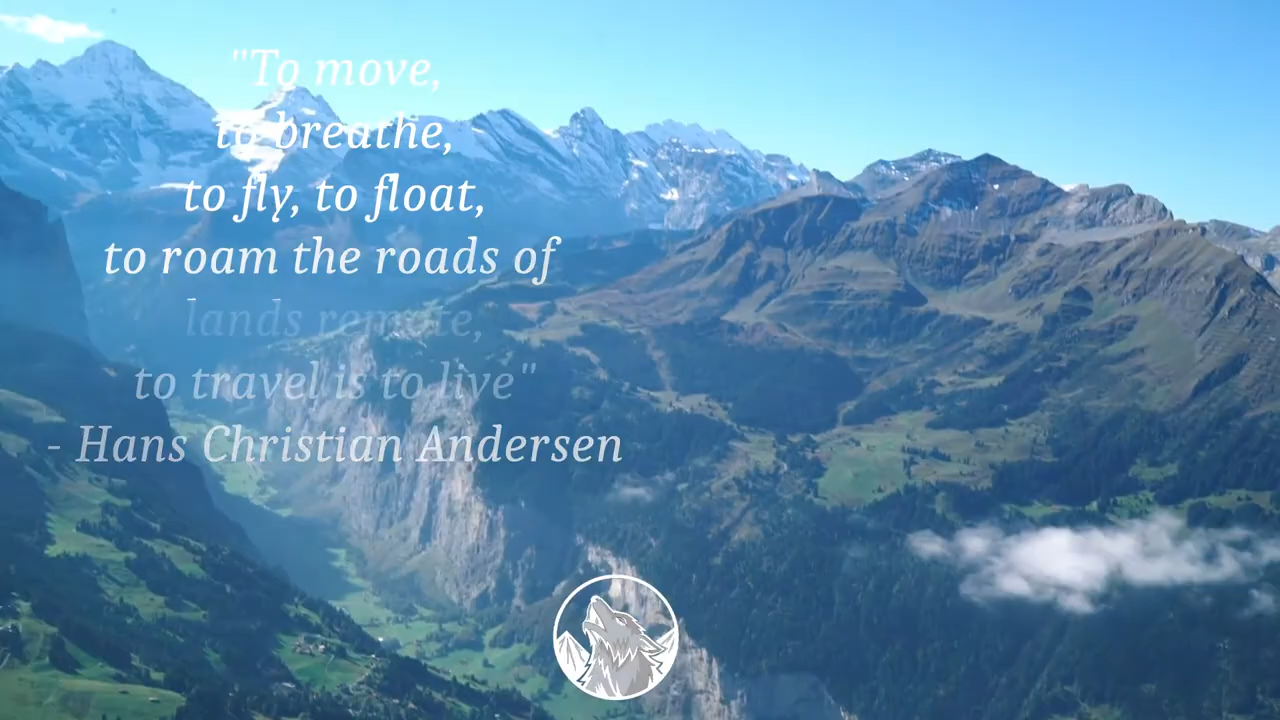 "To move,
to breathe,
to fly, to float,
to roam the roads of
lands remote,
to travel is to live"
- Hans Christian Andersen